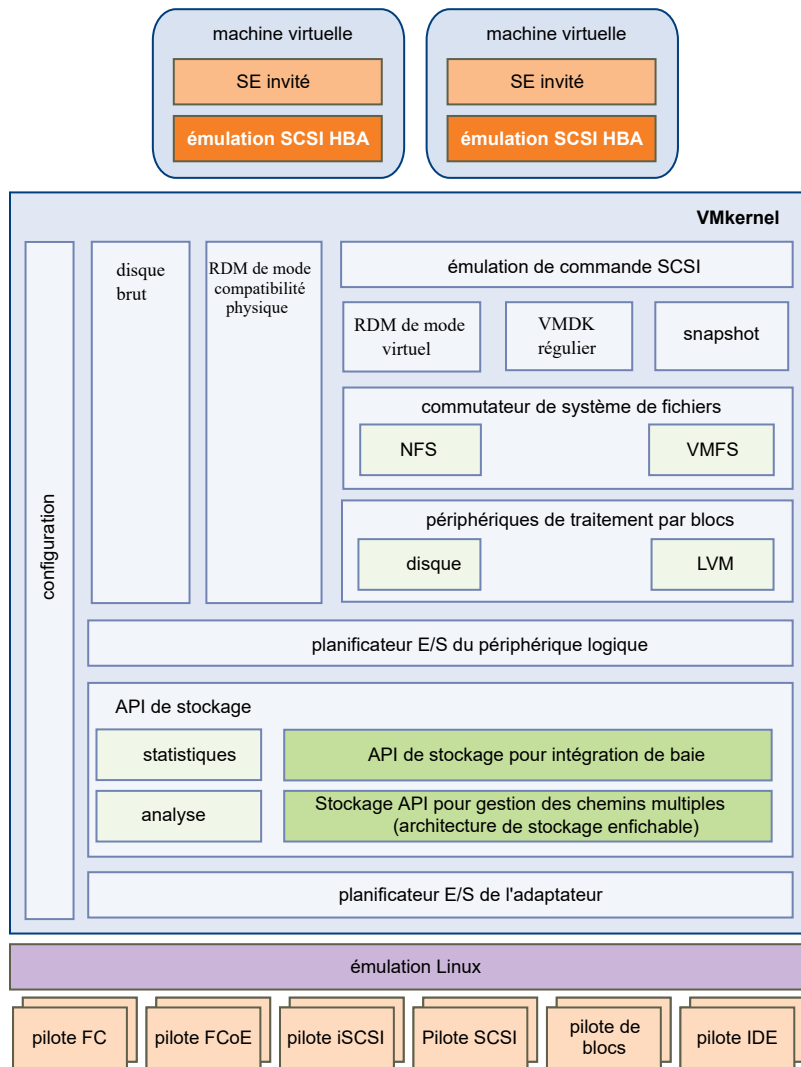 machine virtuelle
SE invité
émulation SCSI HBA
machine virtuelle
SE invité
émulation SCSI HBA
VMkernel
configuration
disque
brut
RDM de mode
compatibilité
physique
émulation de commande SCSI
RDM de mode
virtuel
VMDK
régulier
snapshot
commutateur de système de fichiers
NFS
VMFS
périphériques de traitement par blocs
disque
LVM
planificateur E/S du périphérique logique
API de stockage
statistiques
API de stockage pour intégration de baie
analyse
Stockage API pour gestion des chemins multiples
(architecture de stockage enfichable)
planificateur E/S de l'adaptateur
émulation Linux
pilote FC
pilote FCoE
pilote iSCSI
Pilote SCSI
pilote de
blocs
pilote IDE